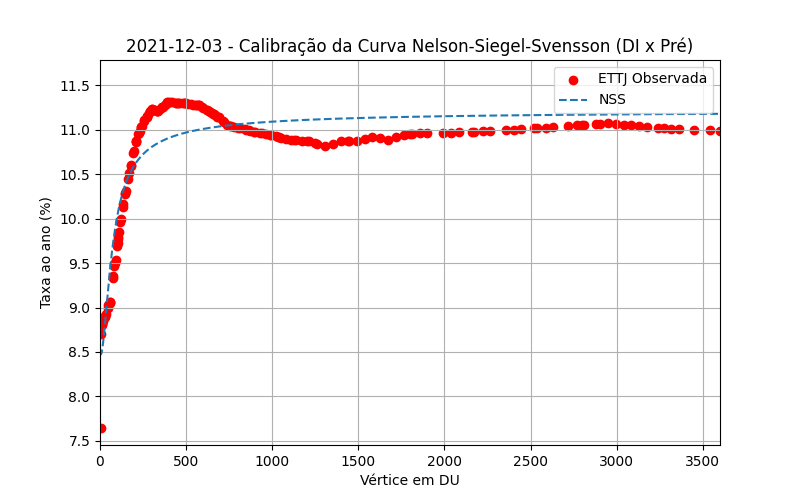 2021-12-03 - Calibração da Curva Nelson-Siegel-Svensson (DI x Pré)
ETTJ Observada
NSS
Taxa ao ano (%)
11.5
11.0
10.5
10.0
9.5
9.0
8.5
8.0
7.5
0 500 1000 1500 2000 2500 3000 3500
Vértice em DU